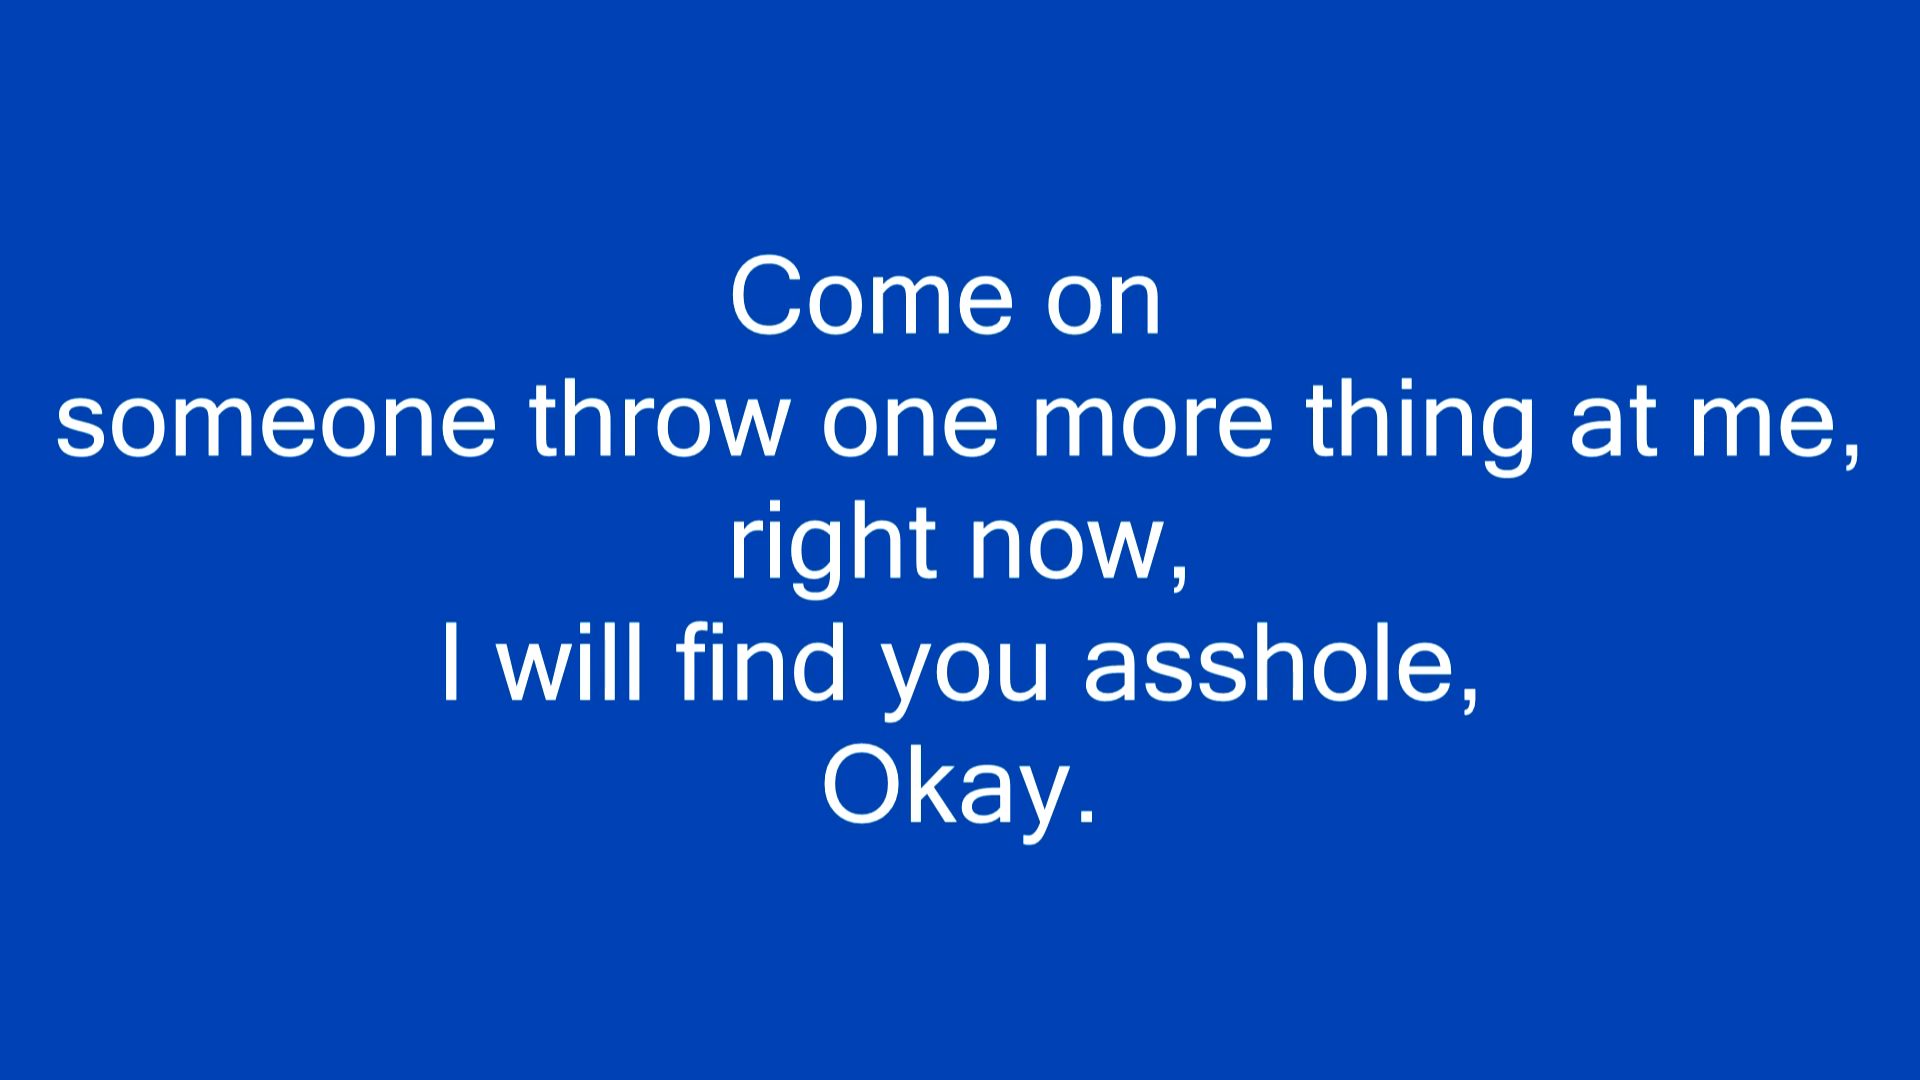 Come on
someone throw one more thing at me,
right now,
I will find you asshole,
Okay.